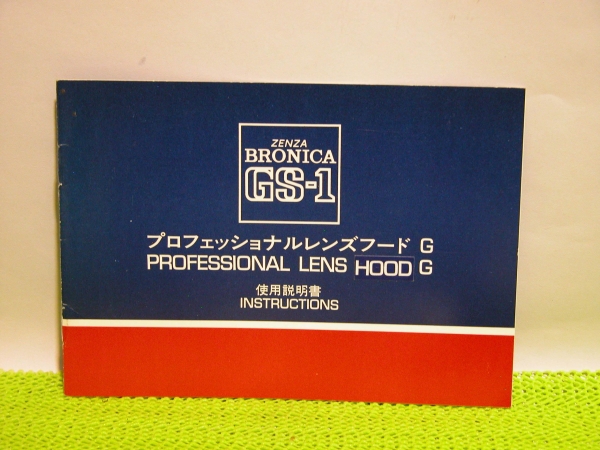 ZENZA
BRONICA
GS-1
プロフェッショナルレンズフード G
PROFESSIONAL LENS HOOD G
使用説明書
INSTRUCTIONS